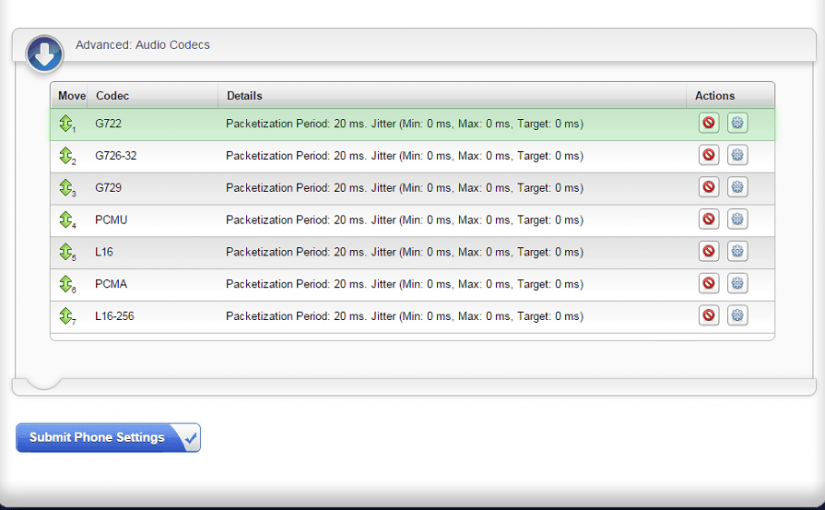 Advanced: Audio Codecs
Move Codec Details Actions
1 G722 Packetization Period: 20 ms. Jitter (Min: 0 ms, Max: 0 ms, Target: 0 ms)
2 G726-32 Packetization Period: 20 ms. Jitter (Min: 0 ms, Max: 0 ms, Target: 0 ms)
3 G729 Packetization Period: 20 ms. Jitter (Min: 0 ms, Max: 0 ms, Target: 0 ms)
4 PCMU Packetization Period: 20 ms. Jitter (Min: 0 ms, Max: 0 ms, Target: 0 ms)
5 L16 Packetization Period: 20 ms. Jitter (Min: 0 ms, Max: 0 ms, Target: 0 ms)
6 PCMA Packetization Period: 20 ms. Jitter (Min: 0 ms, Max: 0 ms, Target: 0 ms)
7 L16-256 Packetization Period: 20 ms. Jitter (Min: 0 ms, Max: 0 ms, Target: 0 ms)
Submit Phone Settings